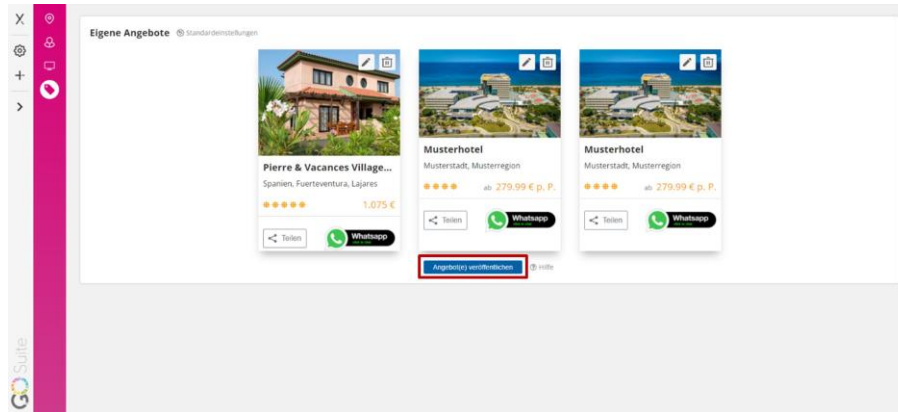 Eigene Angebote Standardeinstellungen
Pierre & Vacances Village...
Spanien, Fuerteventura, Lajares
1.075 €
Teilen
Whatsapp
Musterhotel
Musterstadt, Musterregion
ab 279.99 € p. P.
Teilen
Whatsapp
Musterhotel
Musterstadt, Musterregion
ab 279.99 € p. P.
Teilen
Whatsapp
Angebot(e) veröffentlichen Hilfe
GO Suite